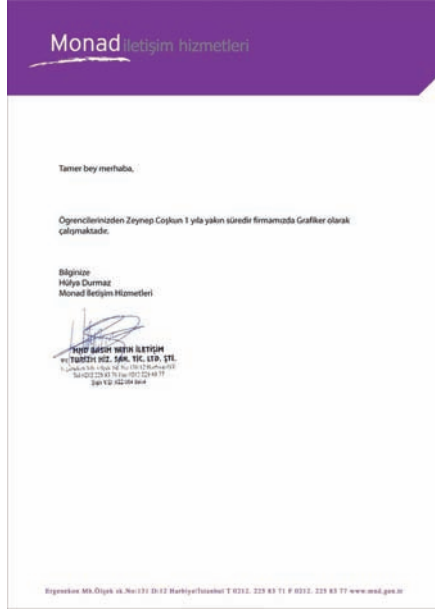 Monad iletişim hizmetleri
Tamer bey merhaba,
Ögrencilerinizden Zeynep Coşkun 1 yıla yakın süredir firmamızda Grafiker olarak
çalışmaktadır.
Bilginize
Hülya Durmaz
Monad İletişim Hizmetleri
MND BASIM YAYIN İLETİŞİM
ve TURİZM HİZ. SAN. TİC. LTD. ŞTİ.
Ergenekon Mh. Ölçek sk. No:131 D:12 Harbiye/İstanbul T 0212. 225 83 71 F 0212. 225 83 77 www.mnd.gen.tr